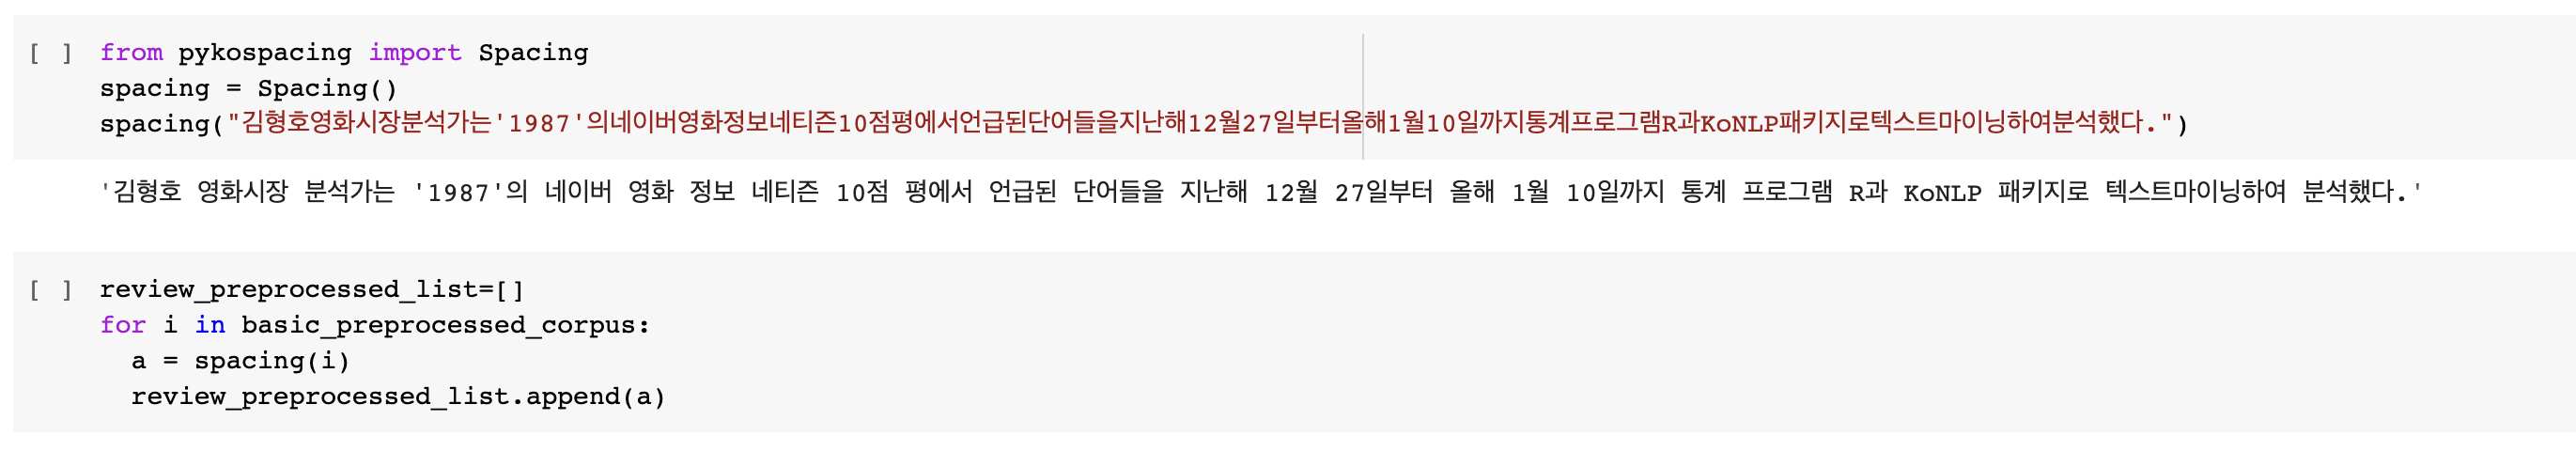 [ ] from pykospacing import Spacing
spacing = Spacing()
spacing("김형호영화시장분석가는'1987'의네이버영화정보네티즌10점평에서언급된단어들을지난해12월27일부터올해1월10일까지통계프로그램R과KoNLP패키지로텍스트마이닝하여분석했다.")
'김형호 영화시장 분석가는 '1987'의 네이버 영화 정보 네티즌 10점 평에서 언급된 단어들을 지난해 12월 27일부터 올해 1월 10일까지 통계 프로그램 R과 KoNLP 패키지로 텍스트마이닝하여 분석했다.'
[ ] review_preprocessed_list=[]
for i in basic_preprocessed_corpus:
  a = spacing(i)
  review_preprocessed_list.append(a)